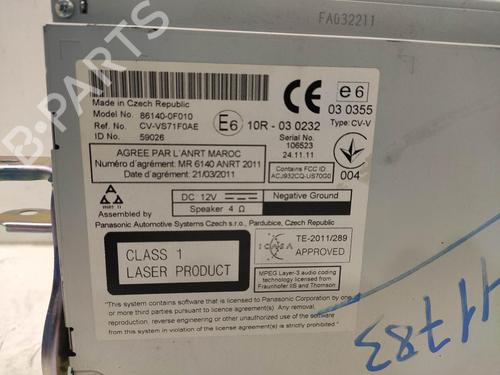 FA032211
Made in Czech Republic
Model No. 86140-0F010
Ref. No. CV-VS71F0AE
ID No. 59026
E6 10R - 03 0232
Serial No.
106523
24.11.11
CE
e6
03 0355
Type: CV-V
AGREE PAR L'ANRT MAROC
Numéro d'agrément: MR 6140 ANRT 2011
Date d'agrément: 21/03/2011
Contains FCC ID:
ACJ932CQ-US70G0
004
DC 12V Negative Ground
Speaker 4 Ω
Assembled by
Panasonic Automotive Systems Czech s.r.o., Pardubice, Czech Republic
CLASS 1
LASER PRODUCT
ICASA
TE-2011/289
APPROVED
MPEG Layer-3 audio coding
technology licensed from
Fraunhofer IIS and Thomson
"This system contains software that is licensed to Panasonic Corporation by one
or more third parties from various entities. Any removal,
reproduction, reverse engineering or other unauthorized use of this software
from this system in violation of the license agreement(s) is strictly prohibited."
11783
B-PARTS